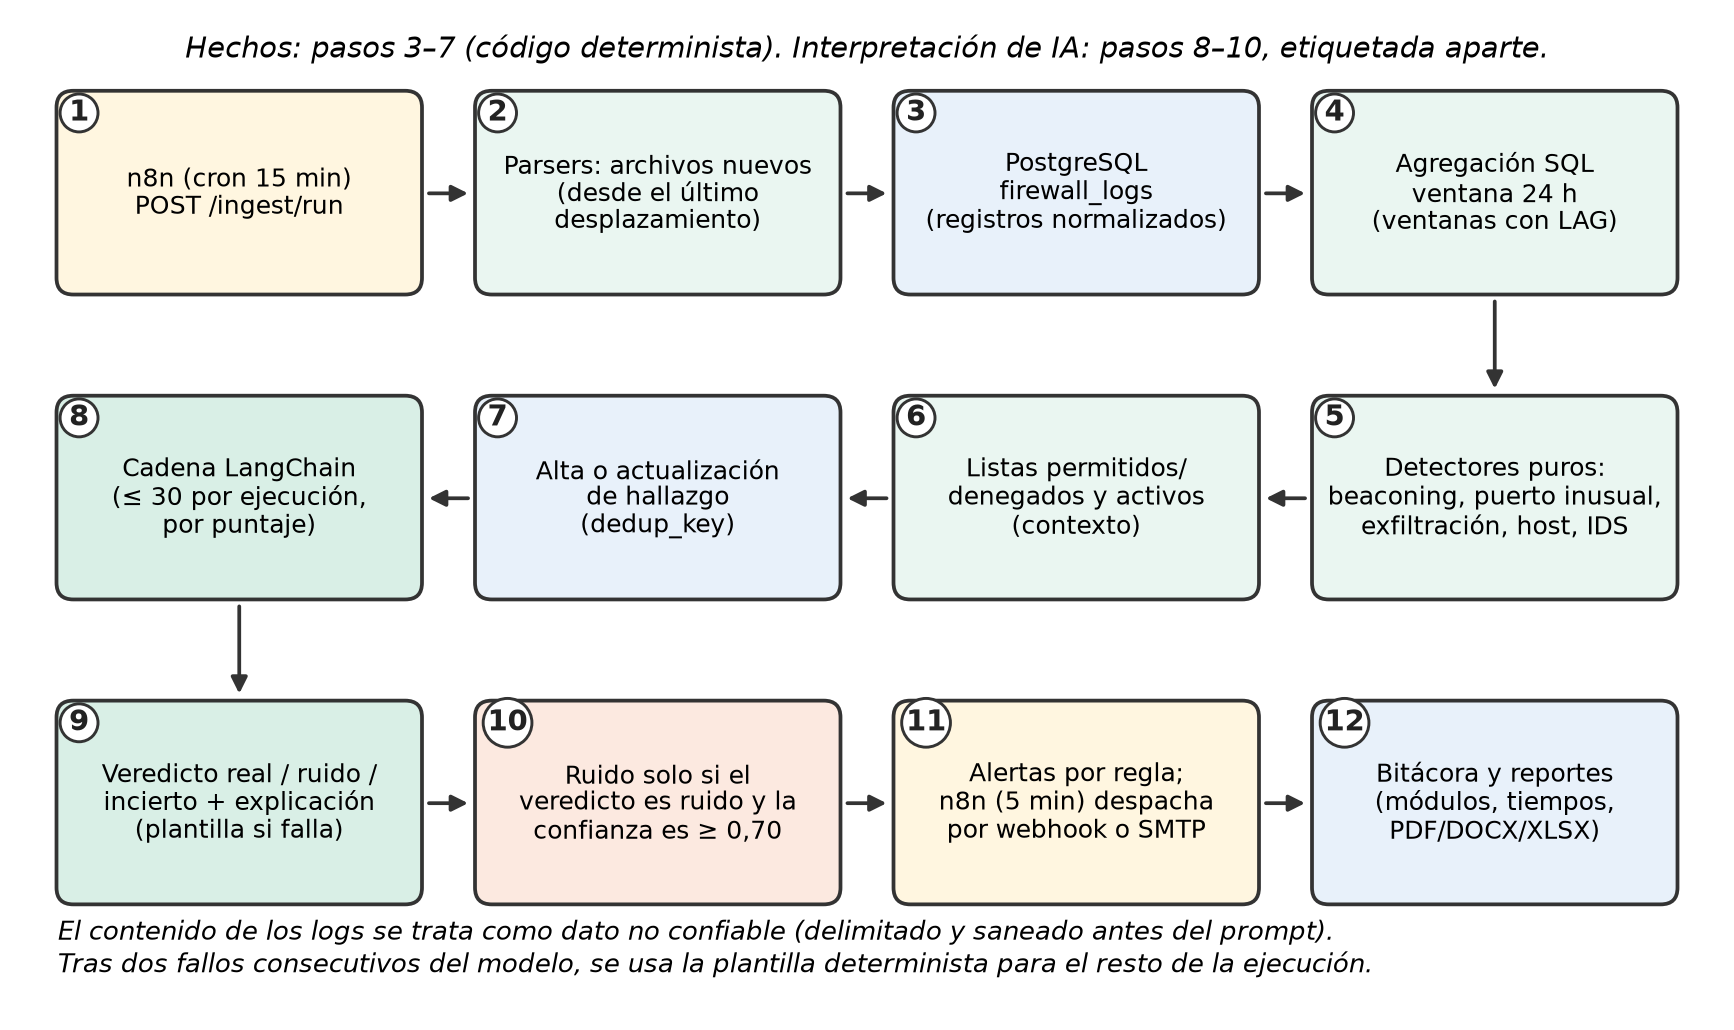 Hechos: pasos 3–7 (código determinista). Interpretación de IA: pasos 8–10, etiquetada aparte.
1
n8n (cron 15 min)
POST /ingest/run
2
Parsers: archivos nuevos
(desde el último
desplazamiento)
3
PostgreSQL
firewall_logs
(registros normalizados)
4
Agregación SQL
ventana 24 h
(ventanas con LAG)
5
Detectores puros:
beaconing, puerto inusual,
exfiltración, host, IDS
6
Listas permitidos/
denegados y activos
(contexto)
7
Alta o actualización
de hallazgo
(dedup_key)
8
Cadena LangChain
(≤ 30 por ejecución,
por puntaje)
9
Veredicto real / ruido /
incierto + explicación
(plantilla si falla)
10
Ruido solo si el
veredicto es ruido y la
confianza es ≥ 0,70
11
Alertas por regla;
n8n (5 min) despacha
por webhook o SMTP
12
Bitácora y reportes
(módulos, tiempos,
PDF/DOCX/XLSX)
El contenido de los logs se trata como dato no confiable (delimitado y saneado antes del prompt).
Tras dos fallos consecutivos del modelo, se usa la plantilla determinista para el resto de la ejecución.